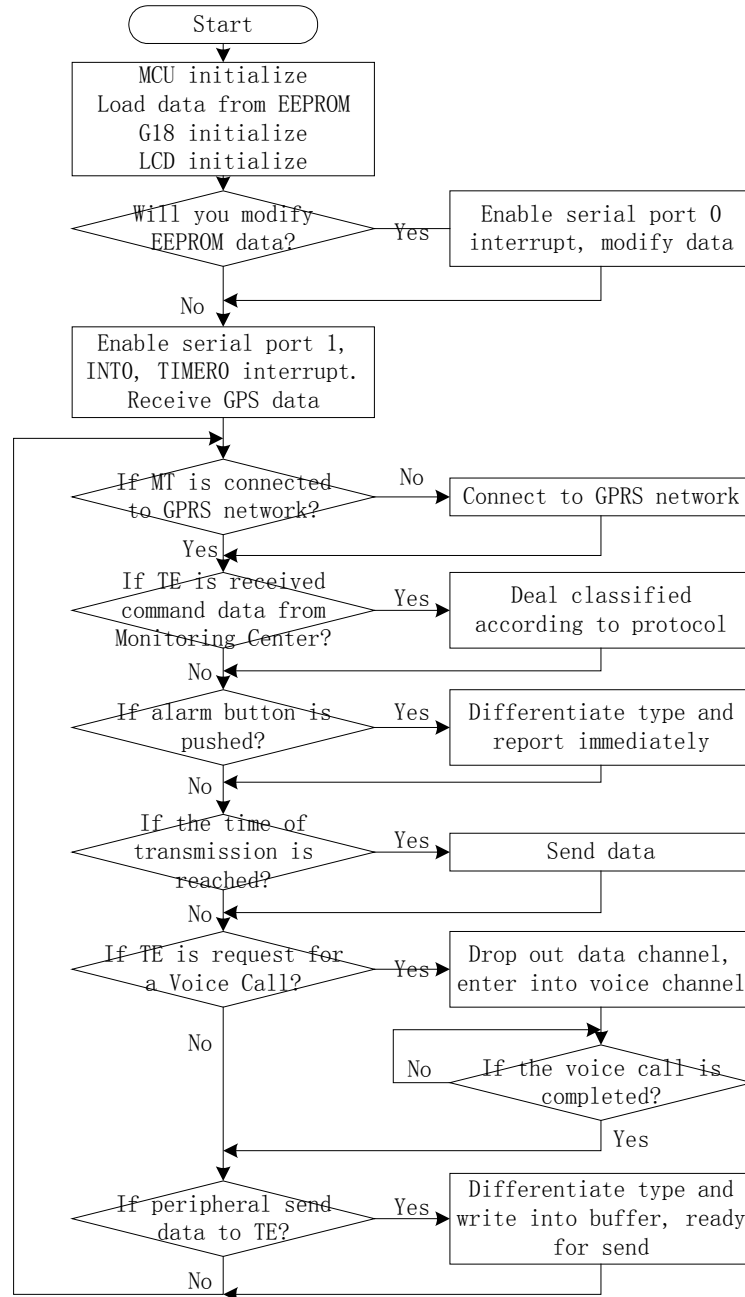 Start
MCU initialize
Load data from EEPROM
G18 initialize
LCD initialize
Will you modify
EEPROM data?
Yes
Enable serial port 0
interrupt, modify data
No
Enable serial port 1,
INT0, TIMER0 interrupt.
Receive GPS data
If MT is connected
to GPRS network?
No
Connect to GPRS network
Yes
If TE is received
command data from
Monitoring Center?
Yes
Deal classified
according to protocol
No
If alarm button is
pushed?
Yes
Differentiate type and
report immediately
No
If the time of
transmission is
reached?
Yes
Send data
No
If TE is request for
a Voice Call?
Yes
Drop out data channel,
enter into voice channel
No
If the voice call is
completed?
No
Yes
If peripheral send
data to TE?
Yes
Differentiate type and
write into buffer, ready
for send
No